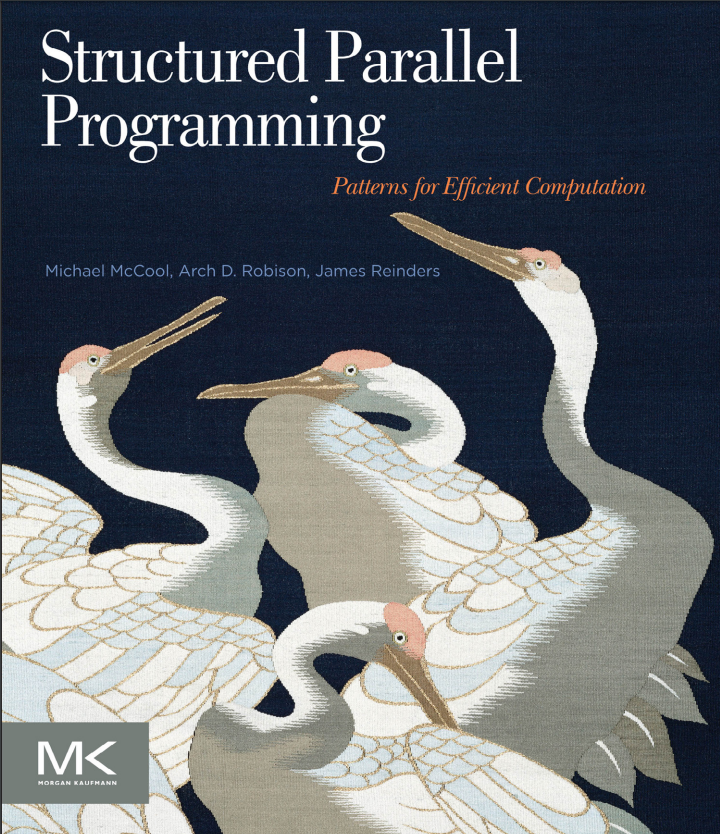 Structured Parallel
Programming
Patterns for Efficient Computation
Michael McCool, Arch D. Robison, James Reinders
MK
MORGAN KAUFMANN